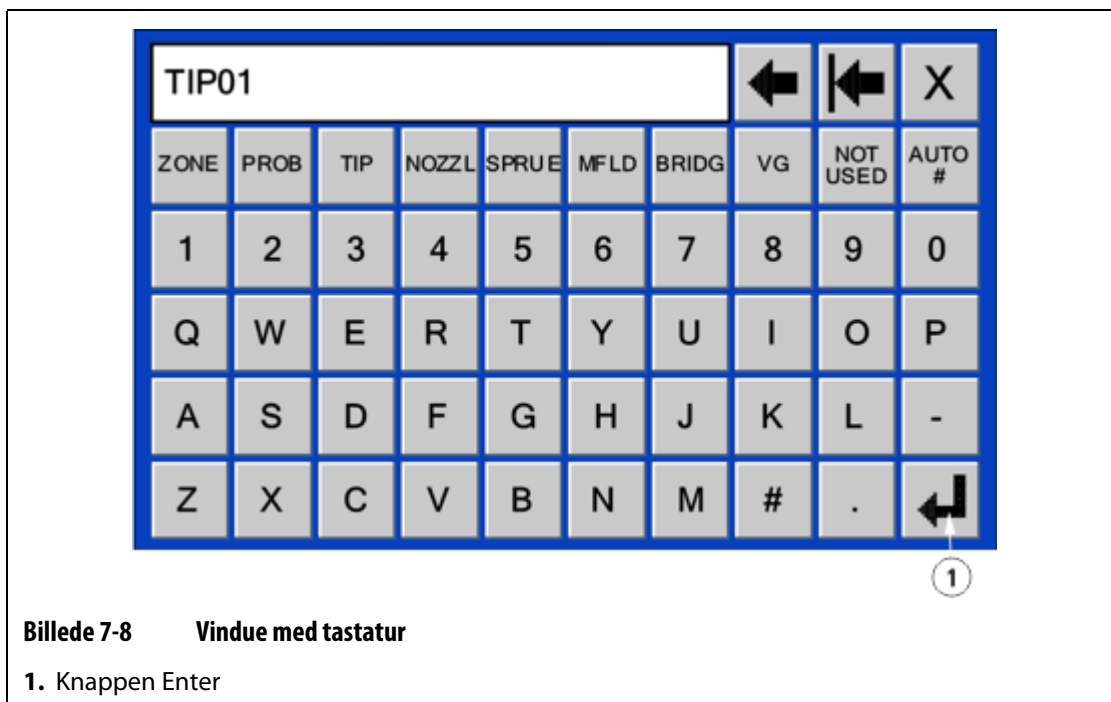 TIP01 X
ZONE PROB TIP NOZZL SPRUE MFLD BRIDG VG NOT USED AUTO #
1 2 3 4 5 6 7 8 9 0
Q W E R T Y U I O P
A S D F G H J K L -
Z X C V B N M # .
1
Billede 7-8 Vindue med tastatur
1. Knappen Enter